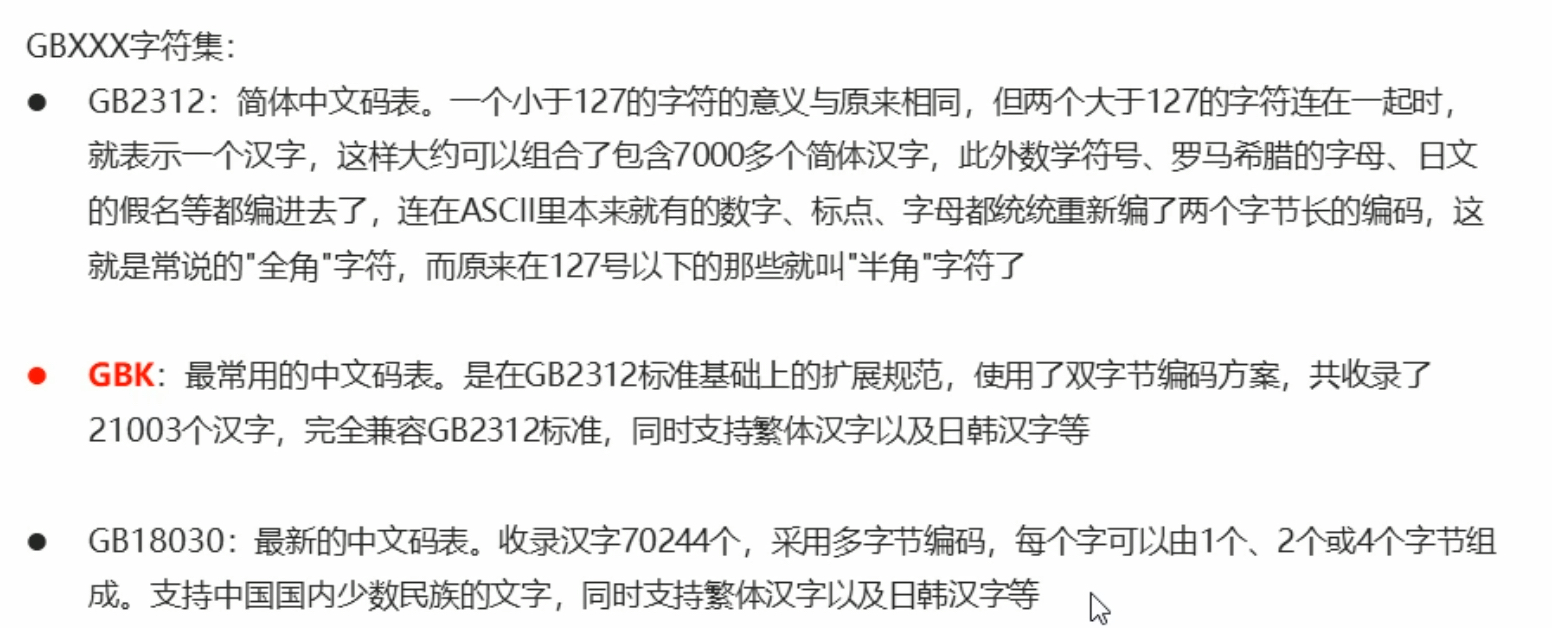 GBXXX字符集：
● GB2312：简体中文码表。一个小于127的字符的意义与原来相同，但两个大于127的字符连在一起时，
就表示一个汉字，这样大约可以组合了包含7000多个简体汉字，此外数学符号、罗马希腊的字母、日文
的假名等都编进去了，连在ASCII里本来就有的数字、标点、字母都统统重新编了两个字节长的编码，这
就是常说的"全角"字符，而原来在127号以下的那些就叫"半角"字符了
● GBK：最常用的中文码表。是在GB2312标准基础上的扩展规范，使用了双字节编码方案，共收录了
21003个汉字，完全兼容GB2312标准，同时支持繁体汉字以及日韩汉字等
● GB18030：最新的中文码表。收录汉字70244个，采用多字节编码，每个字可以由1个、2个或4个字节组
成。支持中国国内少数民族的文字，同时支持繁体汉字以及日韩汉字等